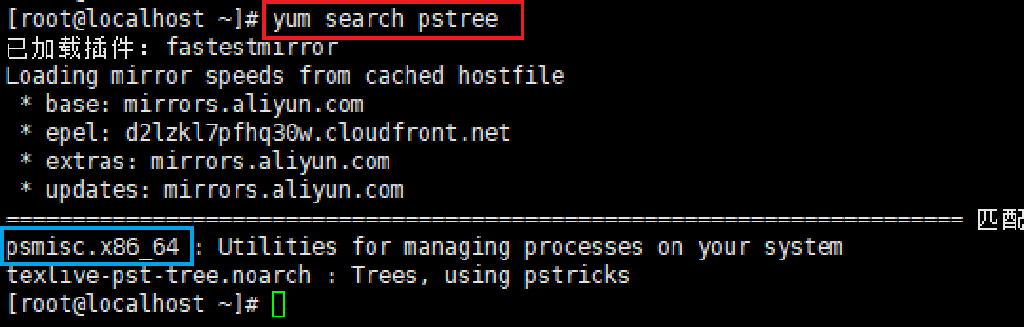 [root@localhost ~]# yum search pstree
已加载插件：fastestmirror
Loading mirror speeds from cached hostfile
 * base: mirrors.aliyun.com
 * epel: d2lzkl7pfhq30w.cloudfront.net
 * extras: mirrors.aliyun.com
 * updates: mirrors.aliyun.com
========================================================================= 匹配
psmisc.x86_64 : Utilities for managing processes on your system
texlive-pst-tree.noarch : Trees, using pstricks
[root@localhost ~]#